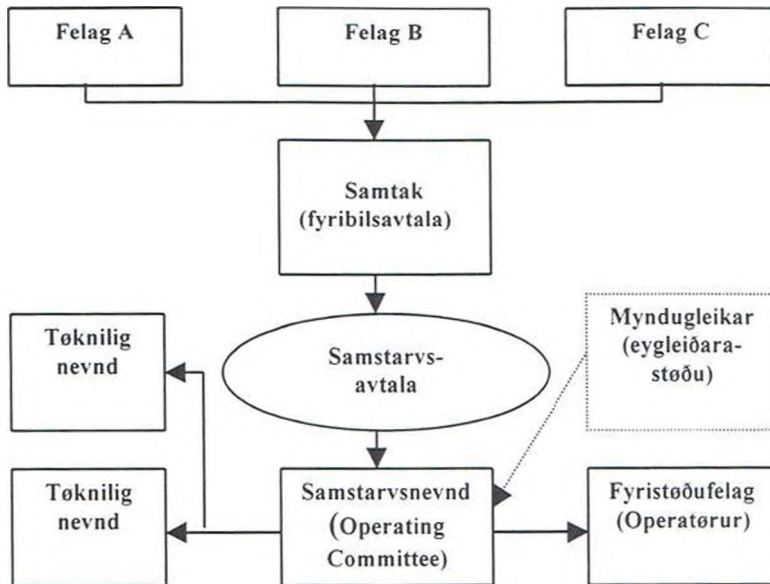 Felag A
Felag B
Felag C
Samtak
(fyribilsavtala)
Samstarvs-
avtala
Myndugleikar
(eygleiðara-
støðu)
Tøknilig
nevnd
Tøknilig
nevnd
Samstarvsnevnd
(Operating
Committee)
Fyristøðufelag
(Operatørur)